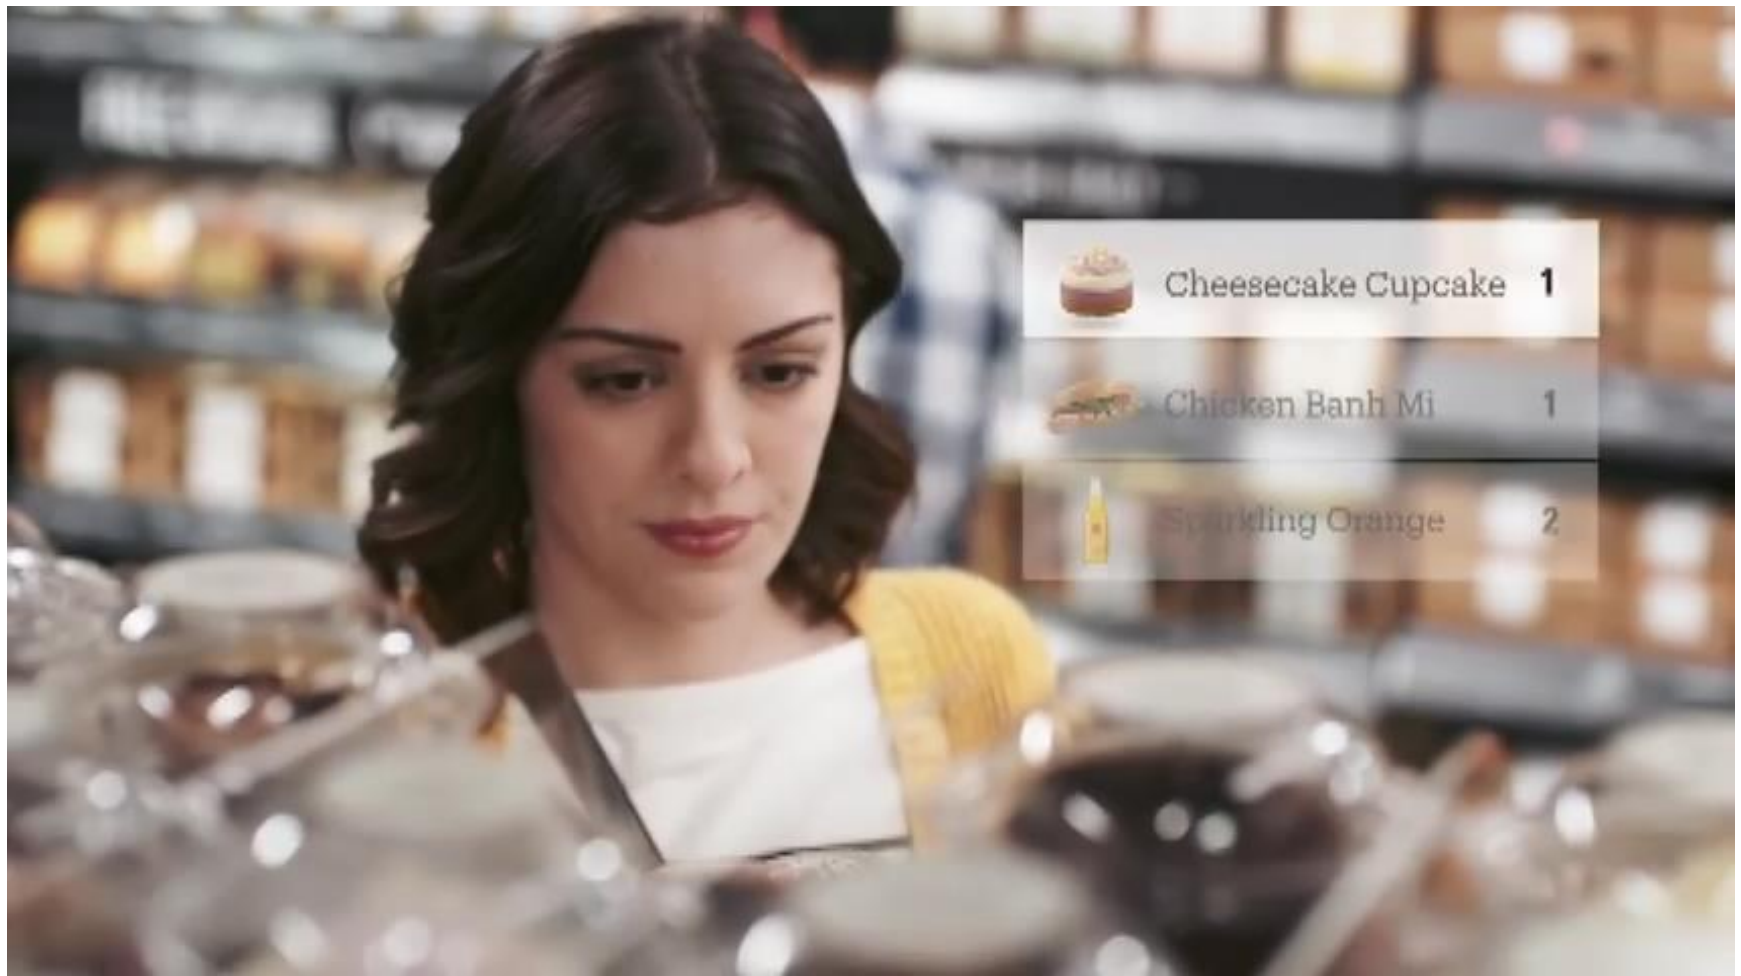 Cheesecake Cupcake 1
Chicken Banh Mi 1
Sparkling Orange 2